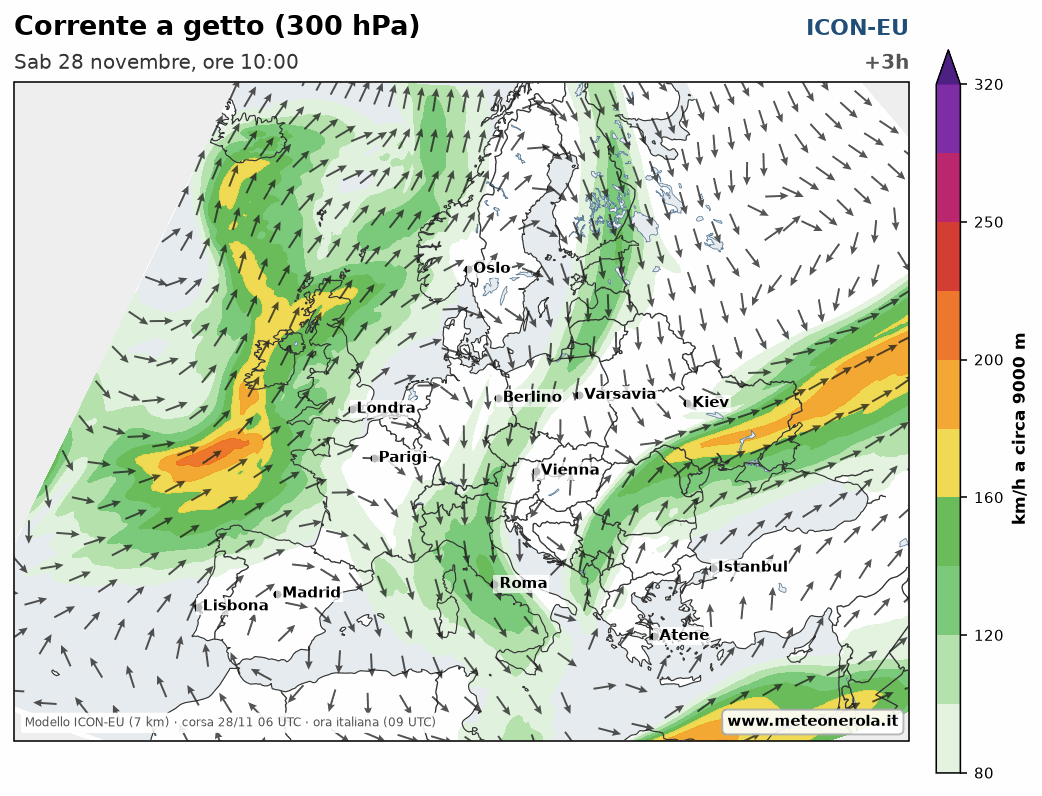 Corrente a getto (300 hPa)
ICON-EU
Sab 28 novembre, ore 10:00
+3h
320
250
200
160
120
80
km/h a circa 9000 m
Oslo
Berlino
Varsavia
Kiev
Londra
Parigi
Vienna
Istanbul
Roma
Madrid
Lisbona
Atene
Modello ICON-EU (7 km) · corsa 28/11 06 UTC · ora italiana (09 UTC)
www.meteonerola.it